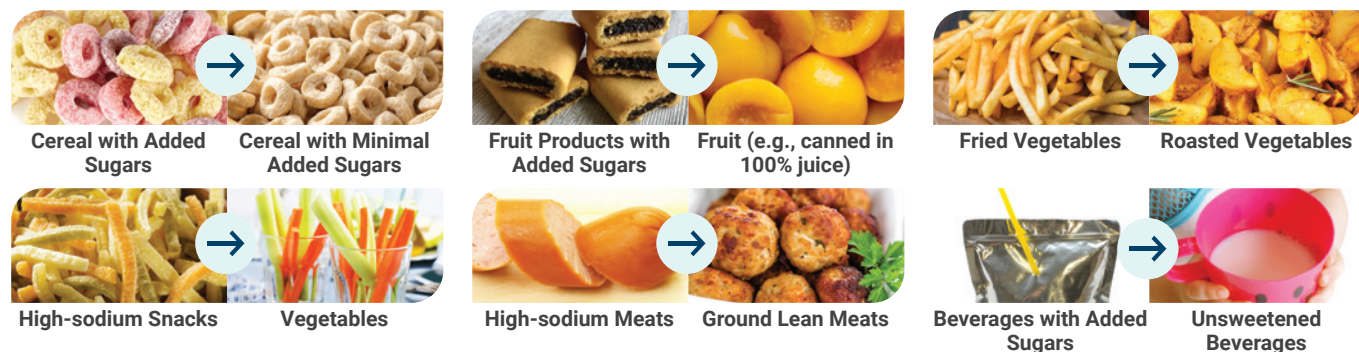 Cereal with Added
Sugars
Cereal with Minimal
Added Sugars
Fruit Products with
Added Sugars
Fruit (e.g., canned in
100% juice)
Fried Vegetables
Roasted Vegetables
High-sodium Snacks
Vegetables
High-sodium Meats
Ground Lean Meats
Beverages with Added
Sugars
Unsweetened
Beverages